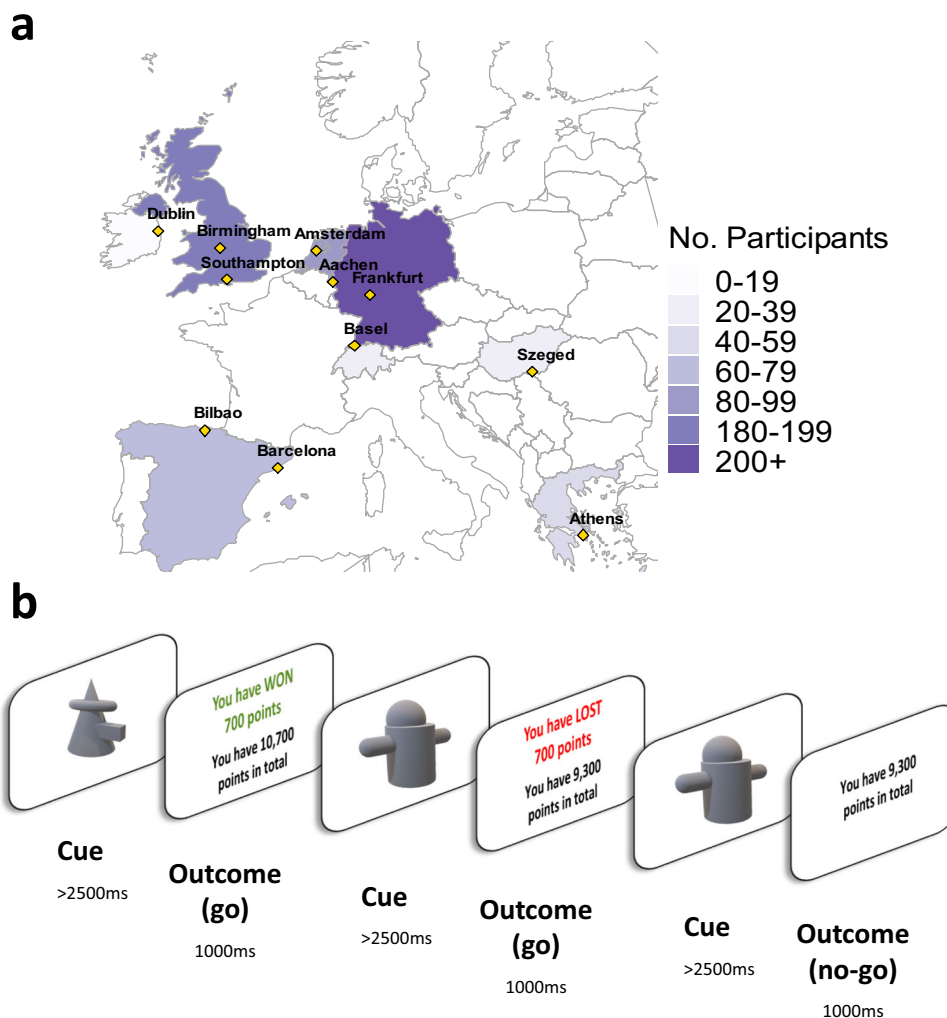 a
Dublin
Birmingham
Amsterdam
Southampton
Aachen
Frankfurt
Basel
Szeged
Bilbao
Barcelona
Athens
No. Participants
0-19
20-39
40-59
60-79
80-99
180-199
200+
b
You have WON
700 points
You have 10,700
points in total
You have LOST
700 points
You have 9,300
points in total
You have 9,300
points in total
Cue
>2500ms
Outcome
(go)
1000ms
Cue
>2500ms
Outcome
(go)
1000ms
Cue
>2500ms
Outcome
(no-go)
1000ms